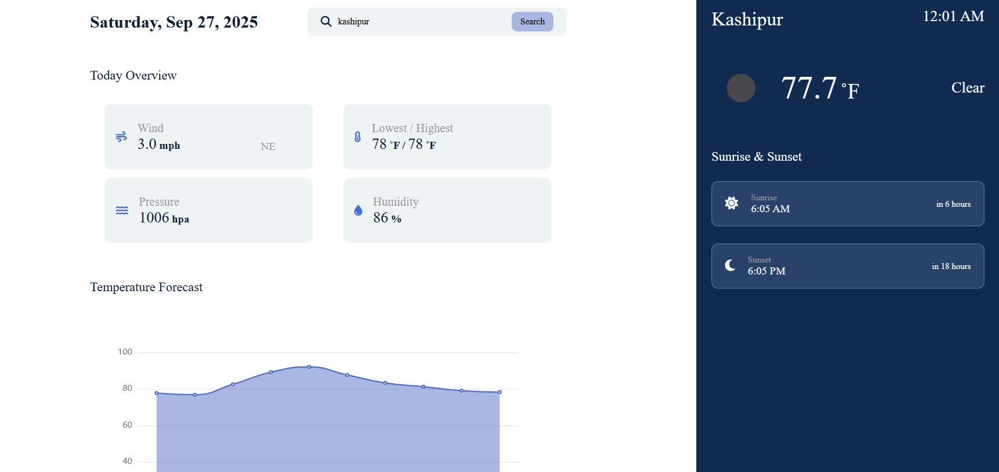 Saturday, Sep 27, 2025
kashipur
Search
Today Overview
Wind
3.0 mph
NE
Lowest / Highest
78 °F / 78 °F
Pressure
1006 hpa
Humidity
86 %
Temperature Forecast
100
80
60
40
Kashipur
12:01 AM
77.7 °F
Clear
Sunrise & Sunset
Sunrise
6:05 AM
in 6 hours
Sunset
6:05 PM
in 18 hours